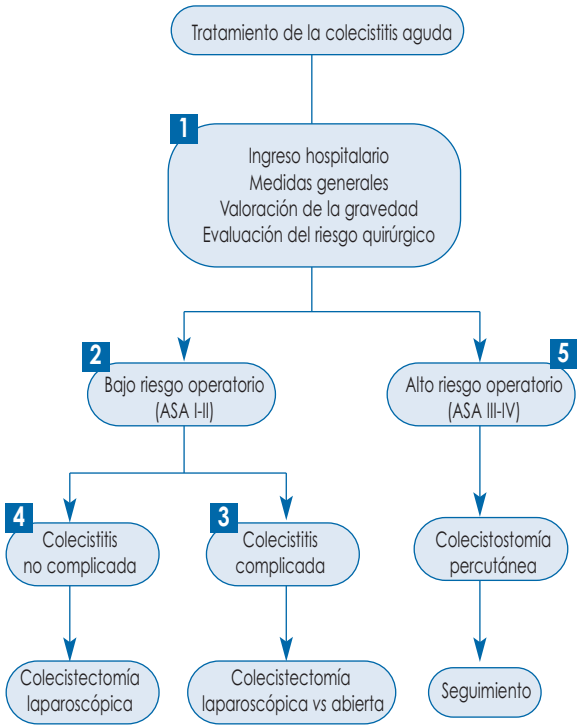 Tratamiento de la colecistitis aguda
1
Ingreso hospitalario
Medidas generales
Valoración de la gravedad
Evaluación del riesgo quirúrgico
2
Bajo riesgo operatorio
(ASA I-II)
5
Alto riesgo operatorio
(ASA III-IV)
4
Colecistitis
no complicada
3
Colecistitis
complicada
Colecistostomía
percutánea
Colecistectomía
laparoscópica
Colecistectomía
laparoscópica vs abierta
Seguimiento